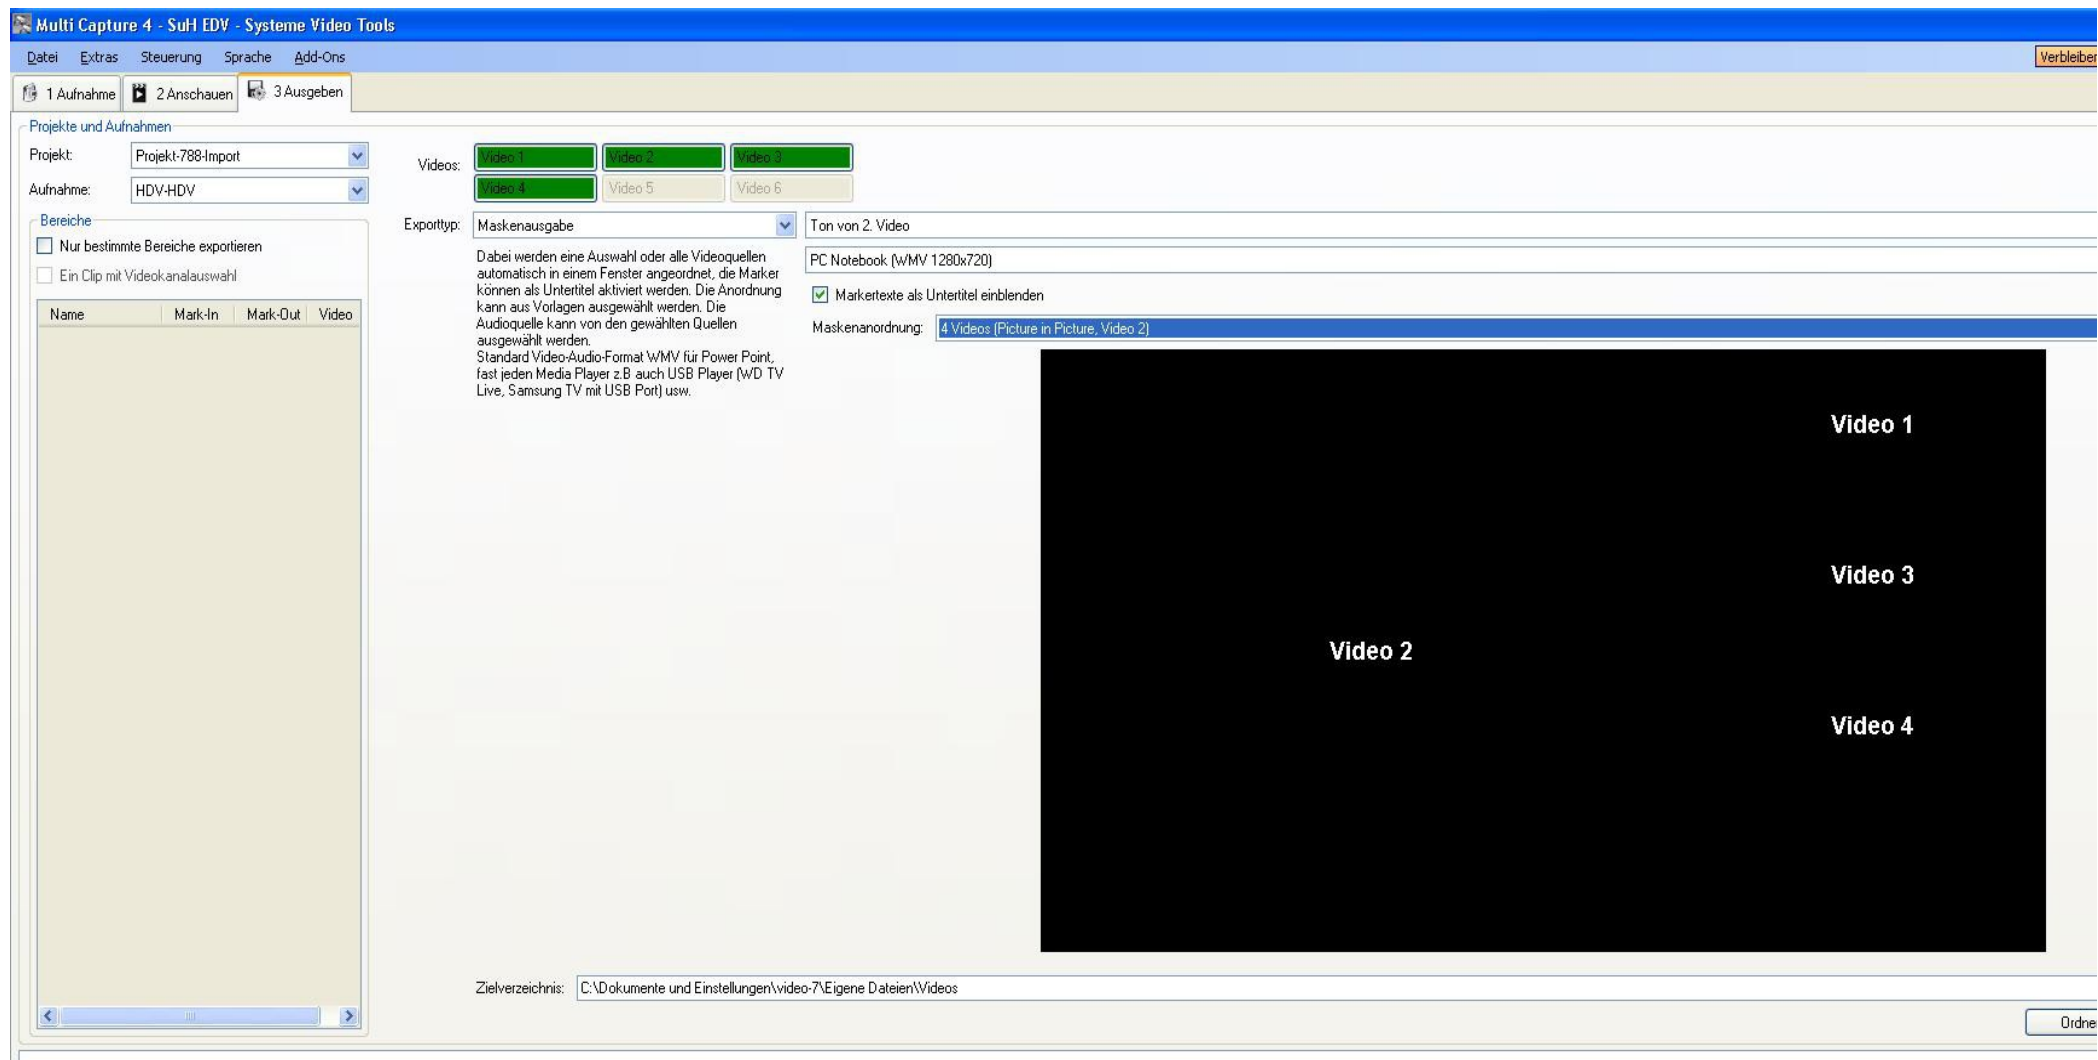 Multi Capture 4 - SuH EDV - Systeme Video Tools
Datei Extras Steuerung Sprache Add-Ons
Verbleiben
1 Aufnahme 2 Anschauen 3 Ausgeben
Projekte und Aufnahmen
Projekt: Projekt-788-Import
Aufnahme: HDV-HDV
Bereiche
Nur bestimmte Bereiche exportieren
Ein Clip mit Videokanalauswahl
Name Mark-In Mark-Out Video
Videos: Video 1 Video 2 Video 3
Video 4 Video 5 Video 6
Exporttyp: Maskenausgabe
Ton von 2. Video
Dabei werden eine Auswahl oder alle Videoquellen
automatisch in einem Fenster angeordnet, die Marker
können als Untertitel aktiviert werden. Die Anordnung
kann aus Vorlagen ausgewählt werden. Die
Audioquelle kann von den gewählten Quellen
ausgewählt werden.
Standard Video-Audio-Format WMV für Power Point,
fast jeden Media Player z.B auch USB Player (WD TV
Live, Samsung TV mit USB Port) usw.
PC Notebook (WMV 1280x720)
Markertexte als Untertitel einblenden
Maskenanordnung: 4 Videos (Picture in Picture, Video 2)
Video 1
Video 3
Video 2
Video 4
Zielverzeichnis: C:\Dokumente und Einstellungen\video-7\Eigene Dateien\Videos
Ordne